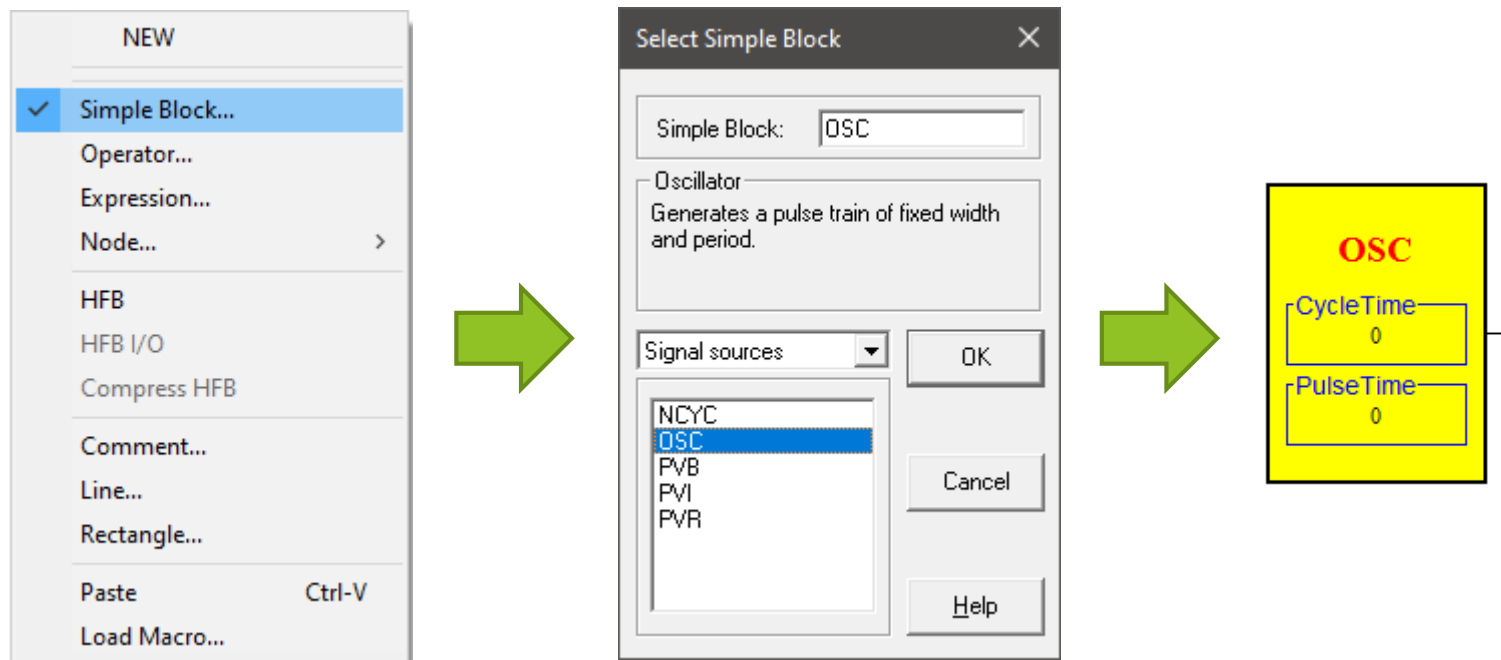 NEW
Simple Block...
Operator...
Expression...
Node... >
HFB
HFB I/O
Compress HFB
Comment...
Line...
Rectangle...
Paste Ctrl-V
Load Macro...
Select Simple Block
Simple Block: OSC
Oscillator
Generates a pulse train of fixed width
and period.
Signal sources
OK
NCYC
OSC
PVB
PVI
PVR
Cancel
Help
OSC
CycleTime
0
PulseTime
0